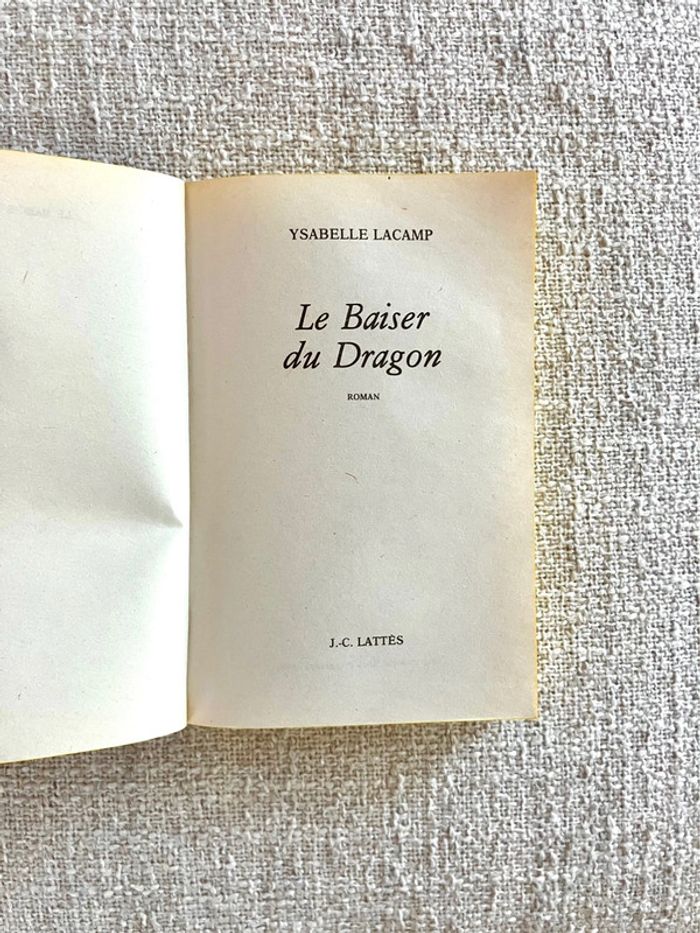 YSABELLE LACAMP
Le Baiser
du Dragon
ROMAN
J.-C. LATTÈS